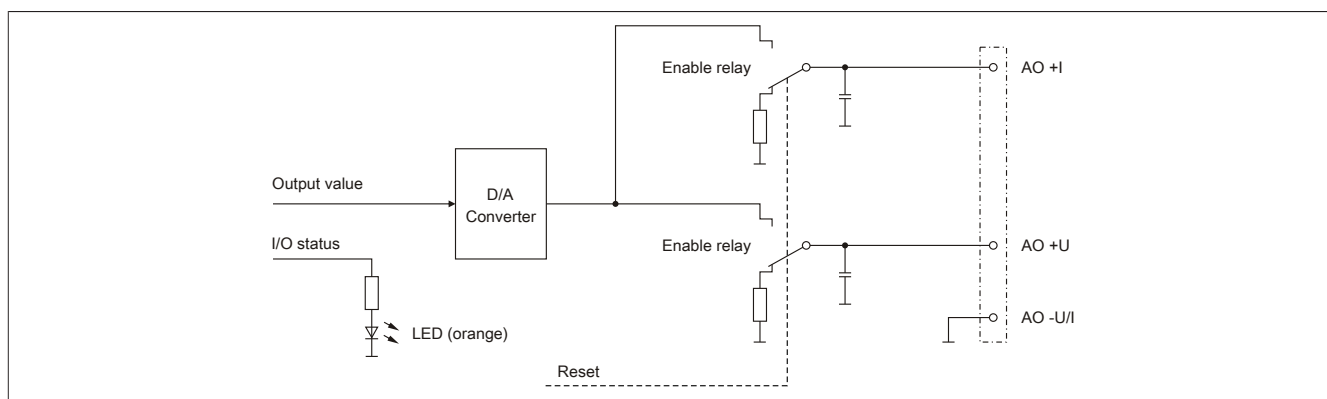 Enable relay
AO +I
Output value
D/A
Converter
I/O status
Enable relay
AO +U
AO -U/I
LED (orange)
Reset